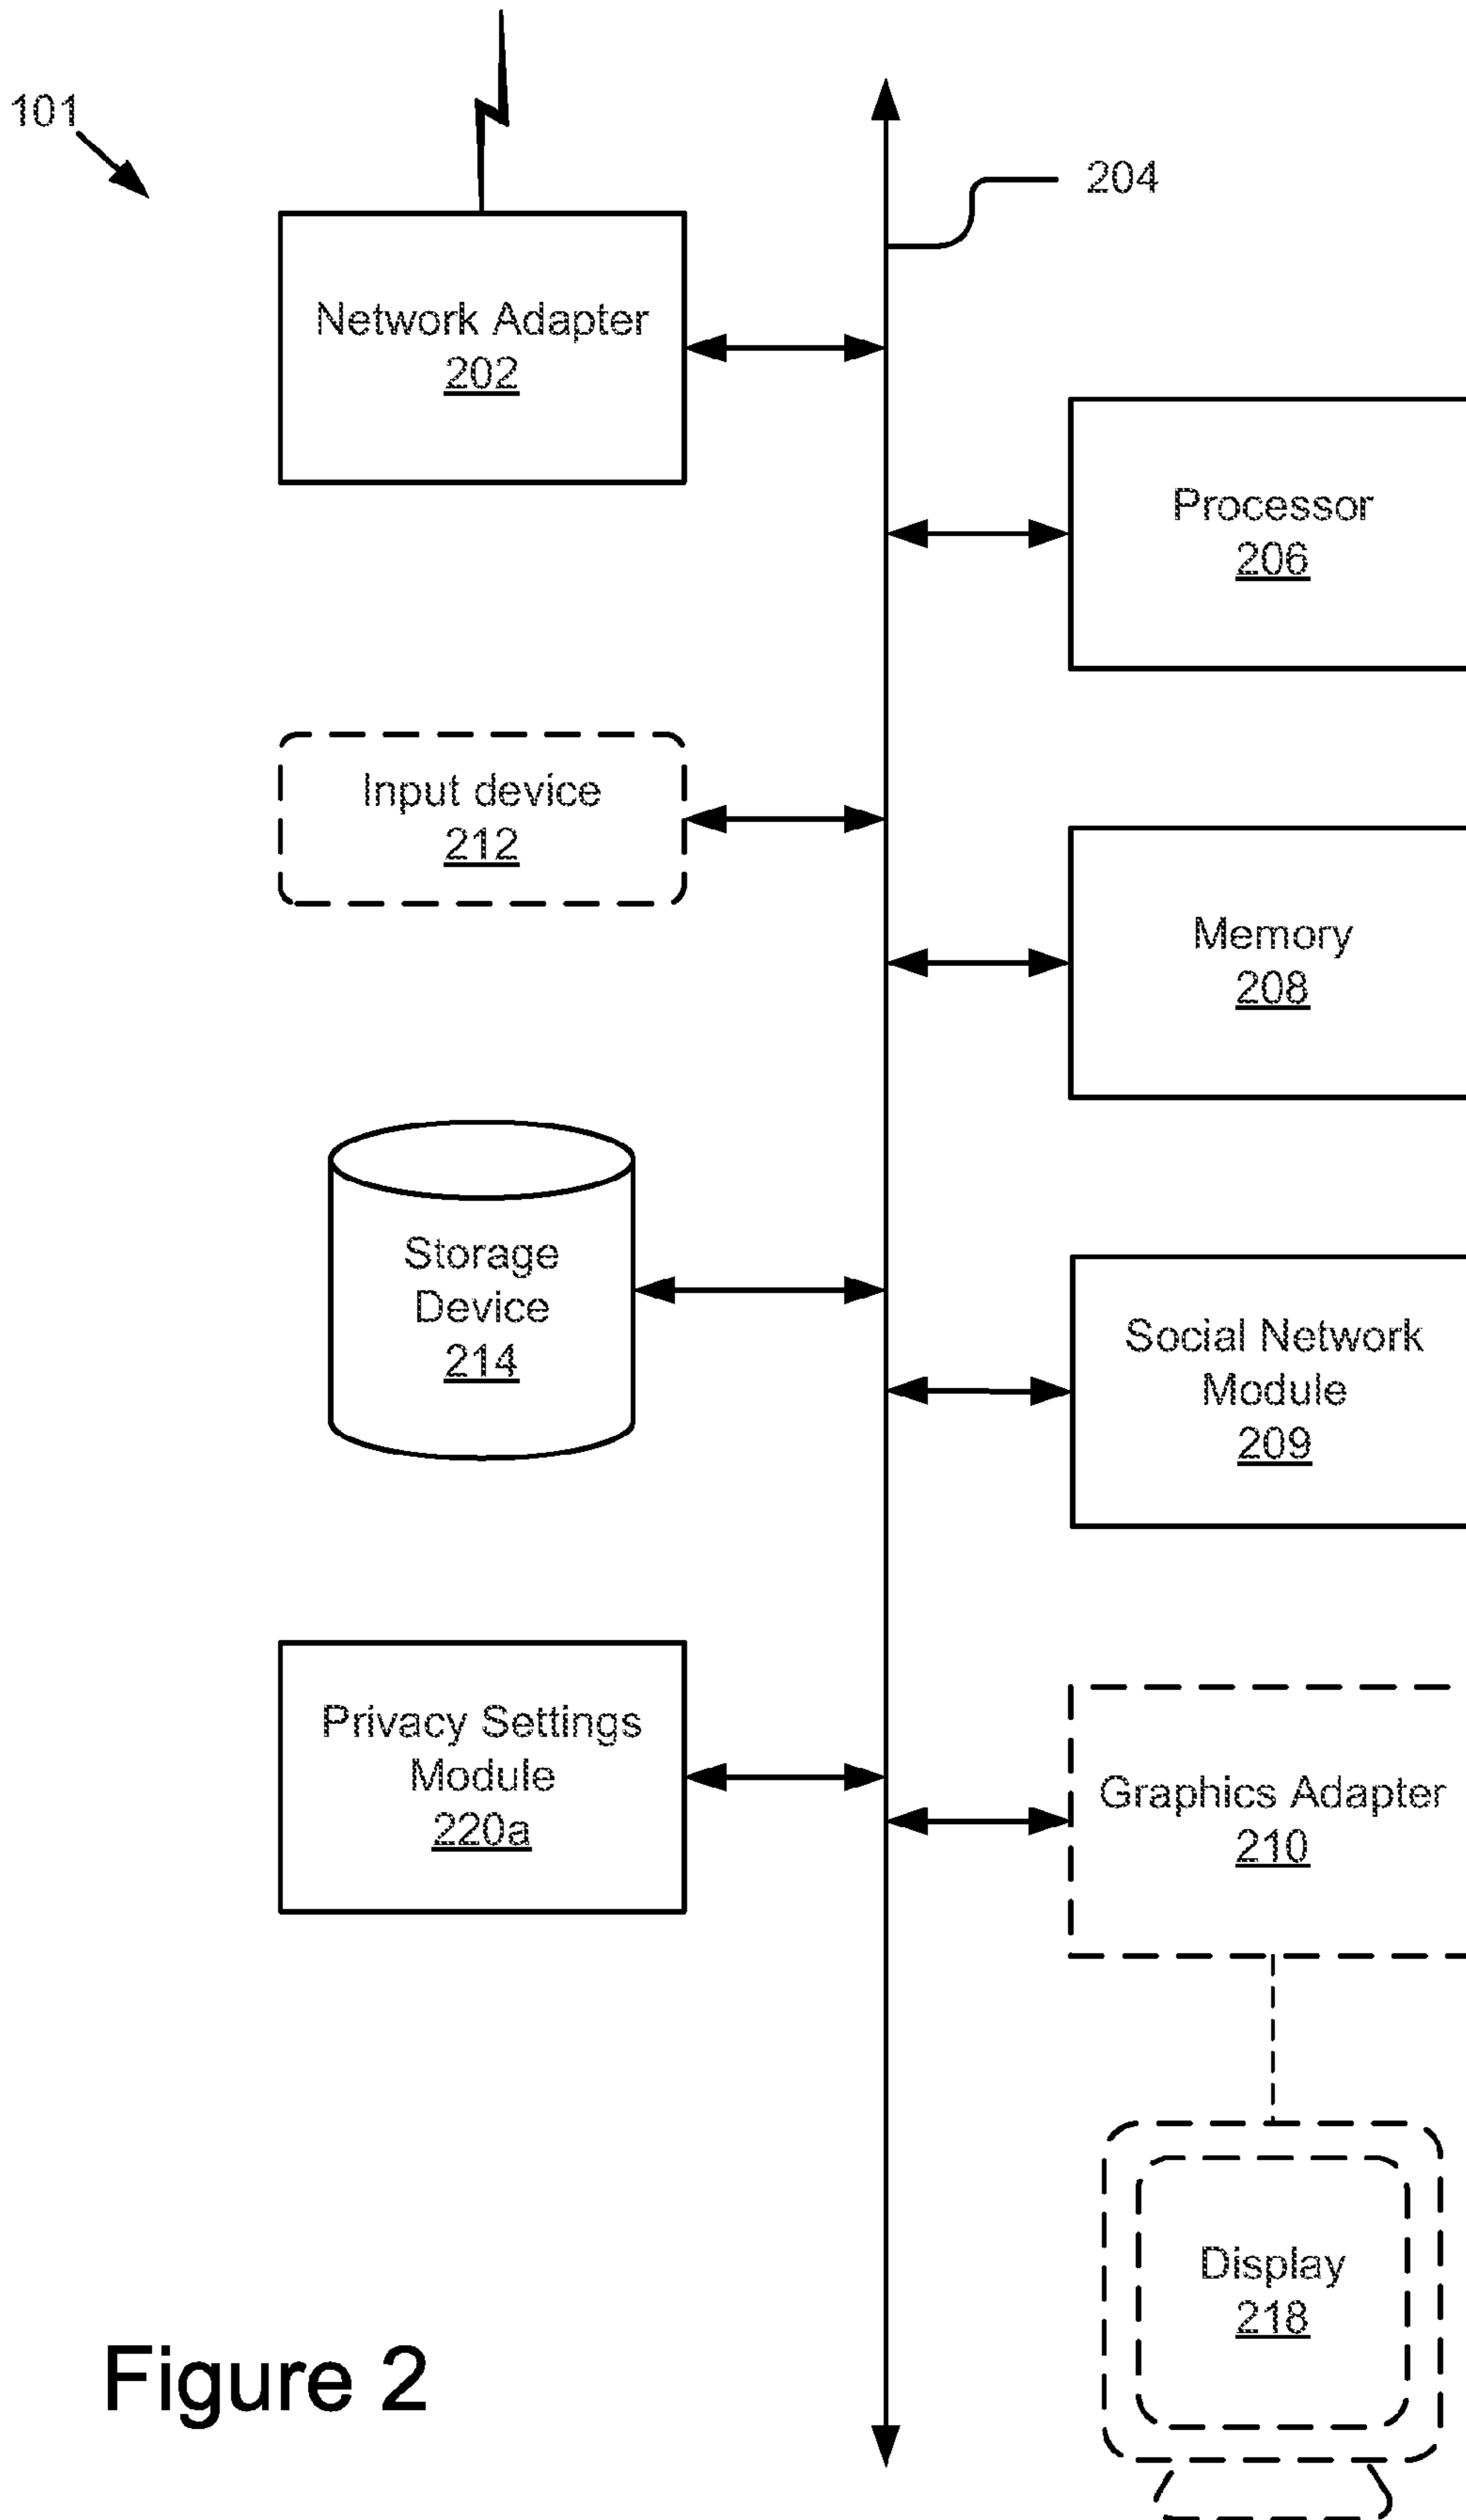 101
204
Network Adapter
202
Processor
206
Input device
212
Memory
208
Storage
Device
214
Social Network
Module
209
Privacy Settings
Module
220a
Graphics Adapter
210
Display
218
Figure 2